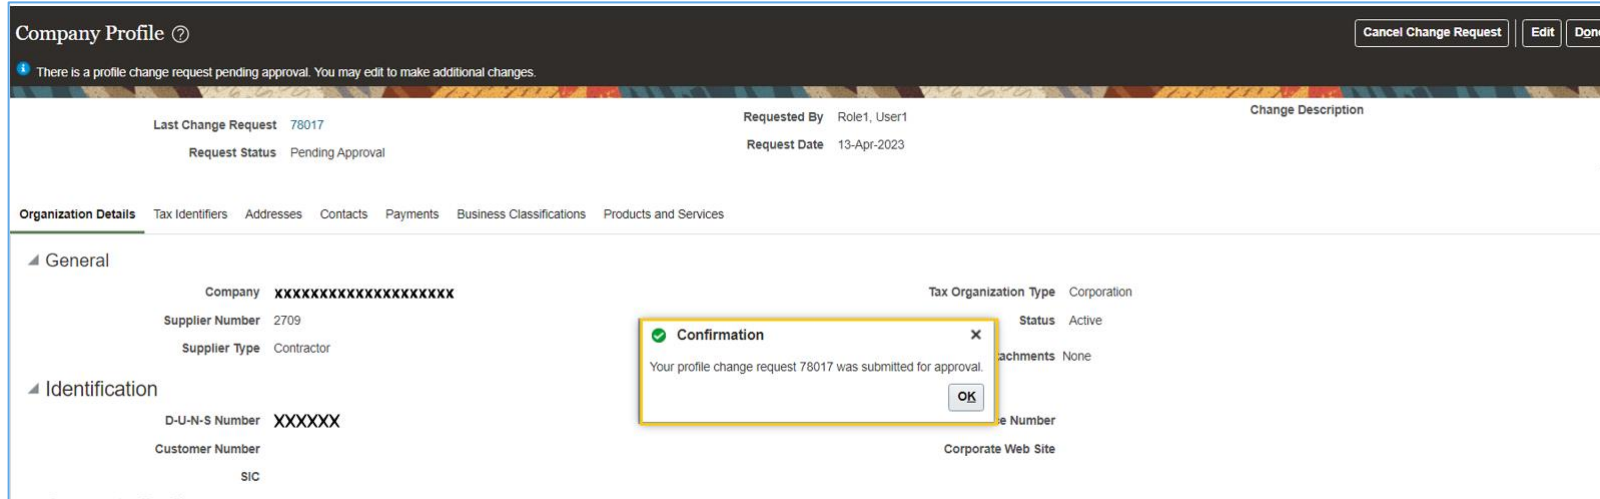 Company Profile
Cancel Change Request
Edit
There is a profile change request pending approval. You may edit to make additional changes.
Last Change Request 78017
Requested By Role1, User1
Change Description
Request Status Pending Approval
Request Date 13-Apr-2023
Organization Details Tax Identifiers Addresses Contacts Payments Business Classifications Products and Services
General
Company XXXXXXXXXXXXXXXXXXXX
Tax Organization Type Corporation
Supplier Number 2709
Status Active
Supplier Type Contractor
None
Confirmation
Your profile change request 78017 was submitted for approval.
OK
Identification
D-U-N-S Number XXXXXX
Number
Customer Number
Corporate Web Site
SIC